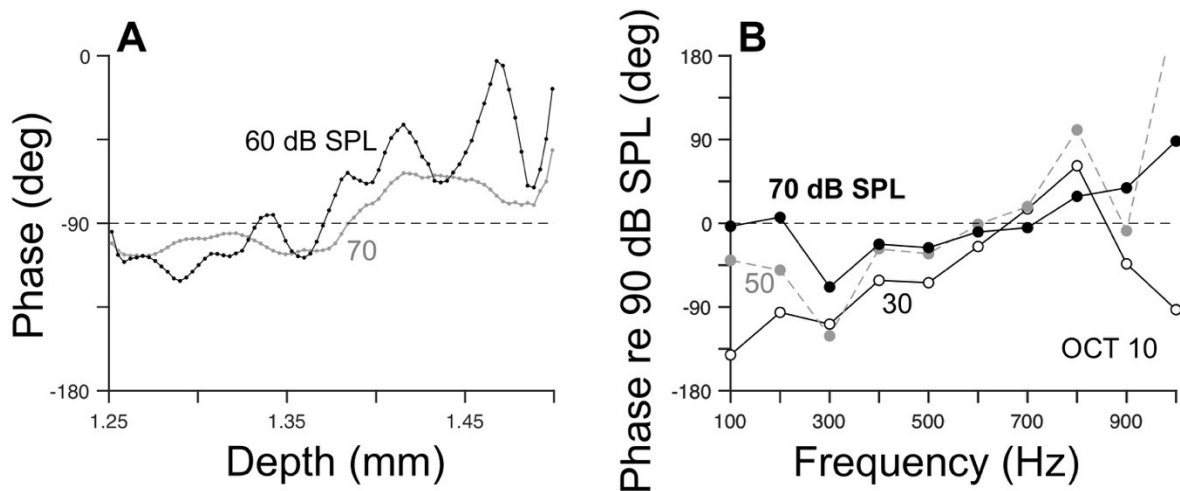 A
Phase (deg)
0
-90
-180
60 dB SPL
70
1.25
1.35
1.45
Depth (mm)
B
Phase re 90 dB SPL (deg)
180
90
0
-90
-180
70 dB SPL
50
30
OCT 10
100
300
500
700
900
Frequency (Hz)